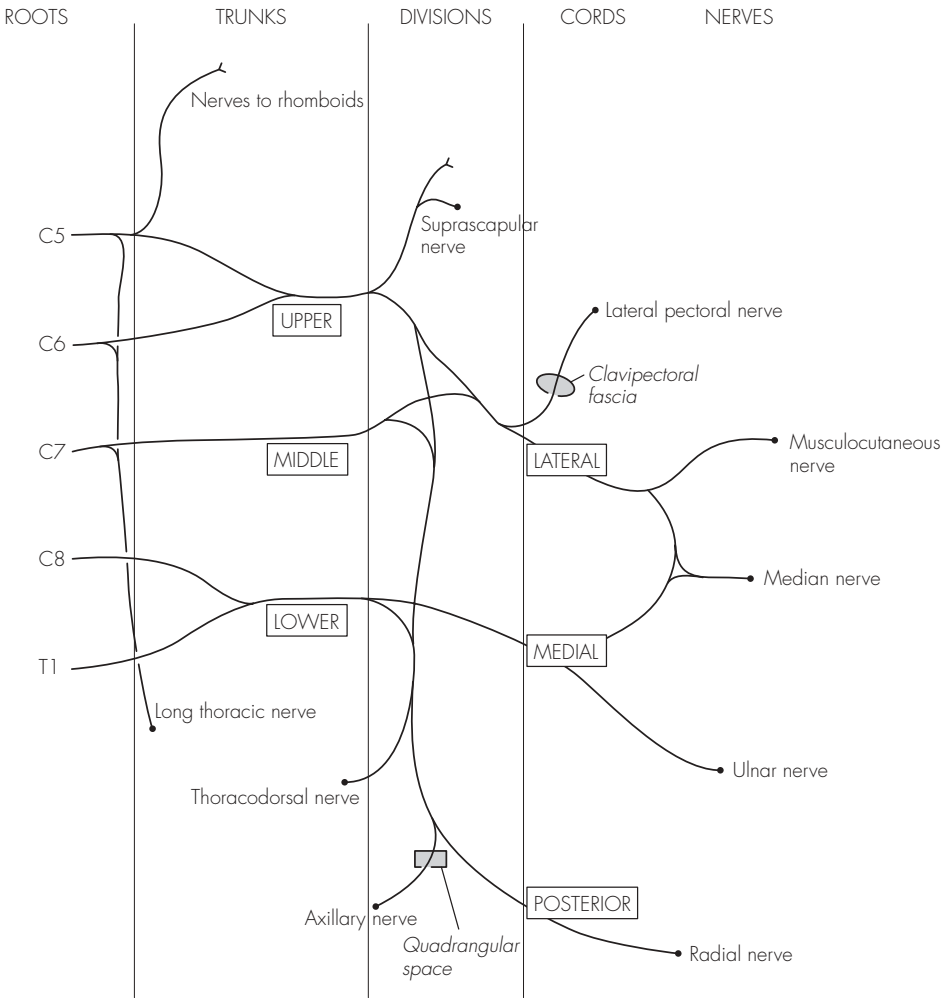 ROOTS TRUNKS DIVISIONS CORDS NERVES
Nerves to rhomboids
C5
Suprascapular
nerve
UPPER
Lateral pectoral nerve
C6
Clavipectoral
fascia
C7
MIDDLE
LATERAL
Musculocutaneous
nerve
C8
Median nerve
LOWER
MEDIAL
T1
Long thoracic nerve
Ulnar nerve
Thoracodorsal nerve
POSTERIOR
Axillary nerve
Quadrangular
space
Radial nerve